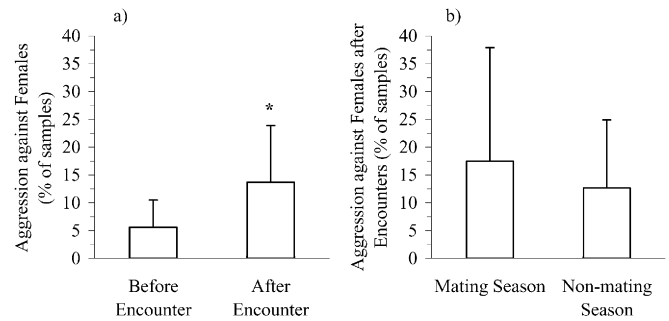 a)
Aggression against Females
(% of samples)
40
35
30
25
20
15
10
5
0
*
Before
Encounter
After
Encounter
b)
Aggression against Females after
Encounters (% of samples)
40
35
30
25
20
15
10
5
0
Mating Season
Non-mating
Season